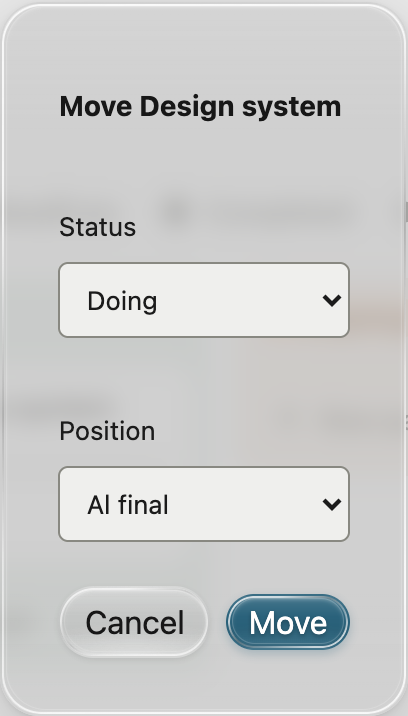 Move Design system
Status
Doing
Position
Al final
Cancel
Move